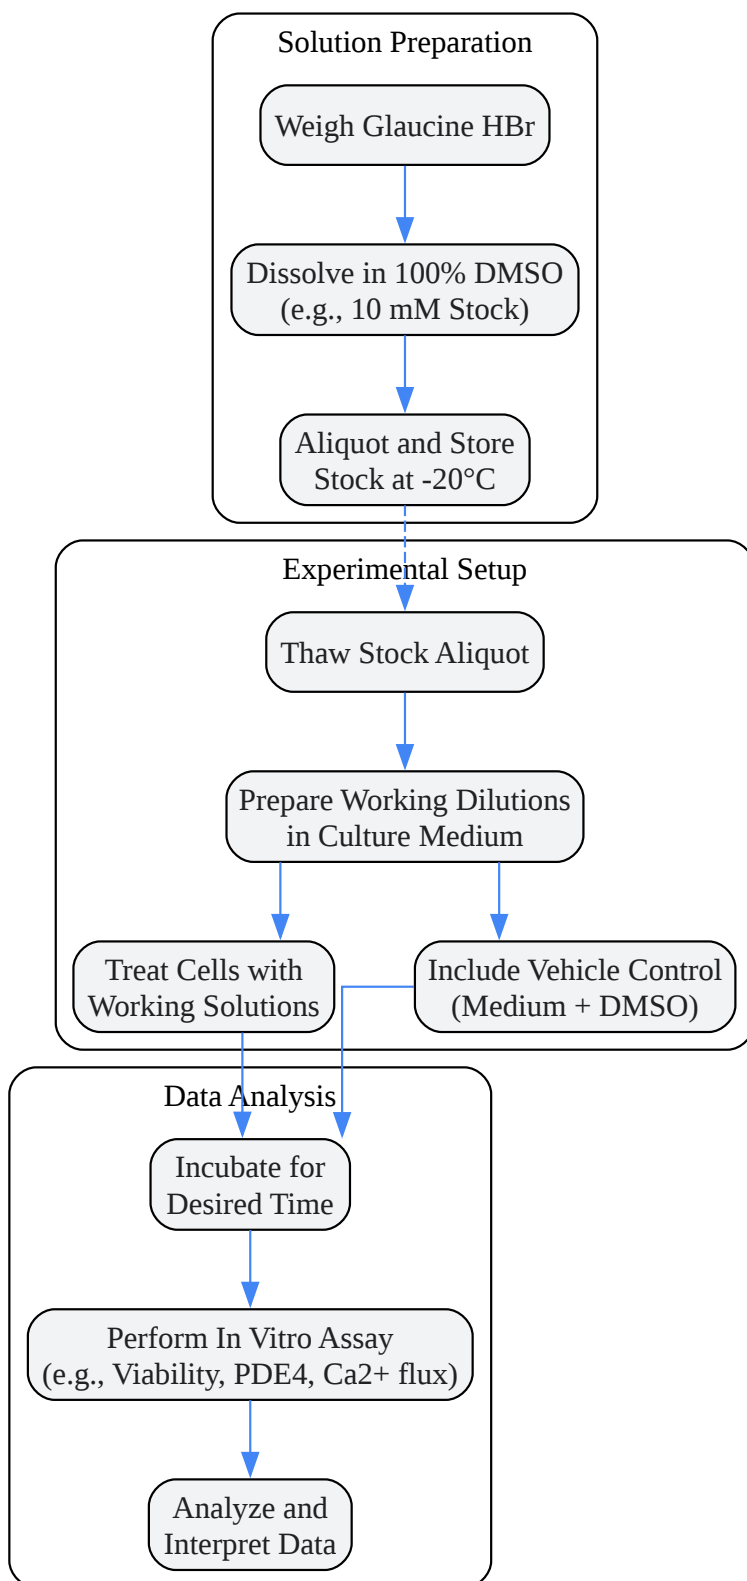 Solution Preparation
Weigh Glaucine HBr
Dissolve in 100% DMSO
(e.g., 10 mM Stock)
Aliquot and Store
Stock at -20°C
Experimental Setup
Thaw Stock Aliquot
Prepare Working Dilutions
in Culture Medium
Treat Cells with
Working Solutions
Include Vehicle Control
(Medium + DMSO)
Data Analysis
Incubate for
Desired Time
Perform In Vitro Assay
(e.g., Viability, PDE4, Ca2+ flux)
Analyze and
Interpret Data